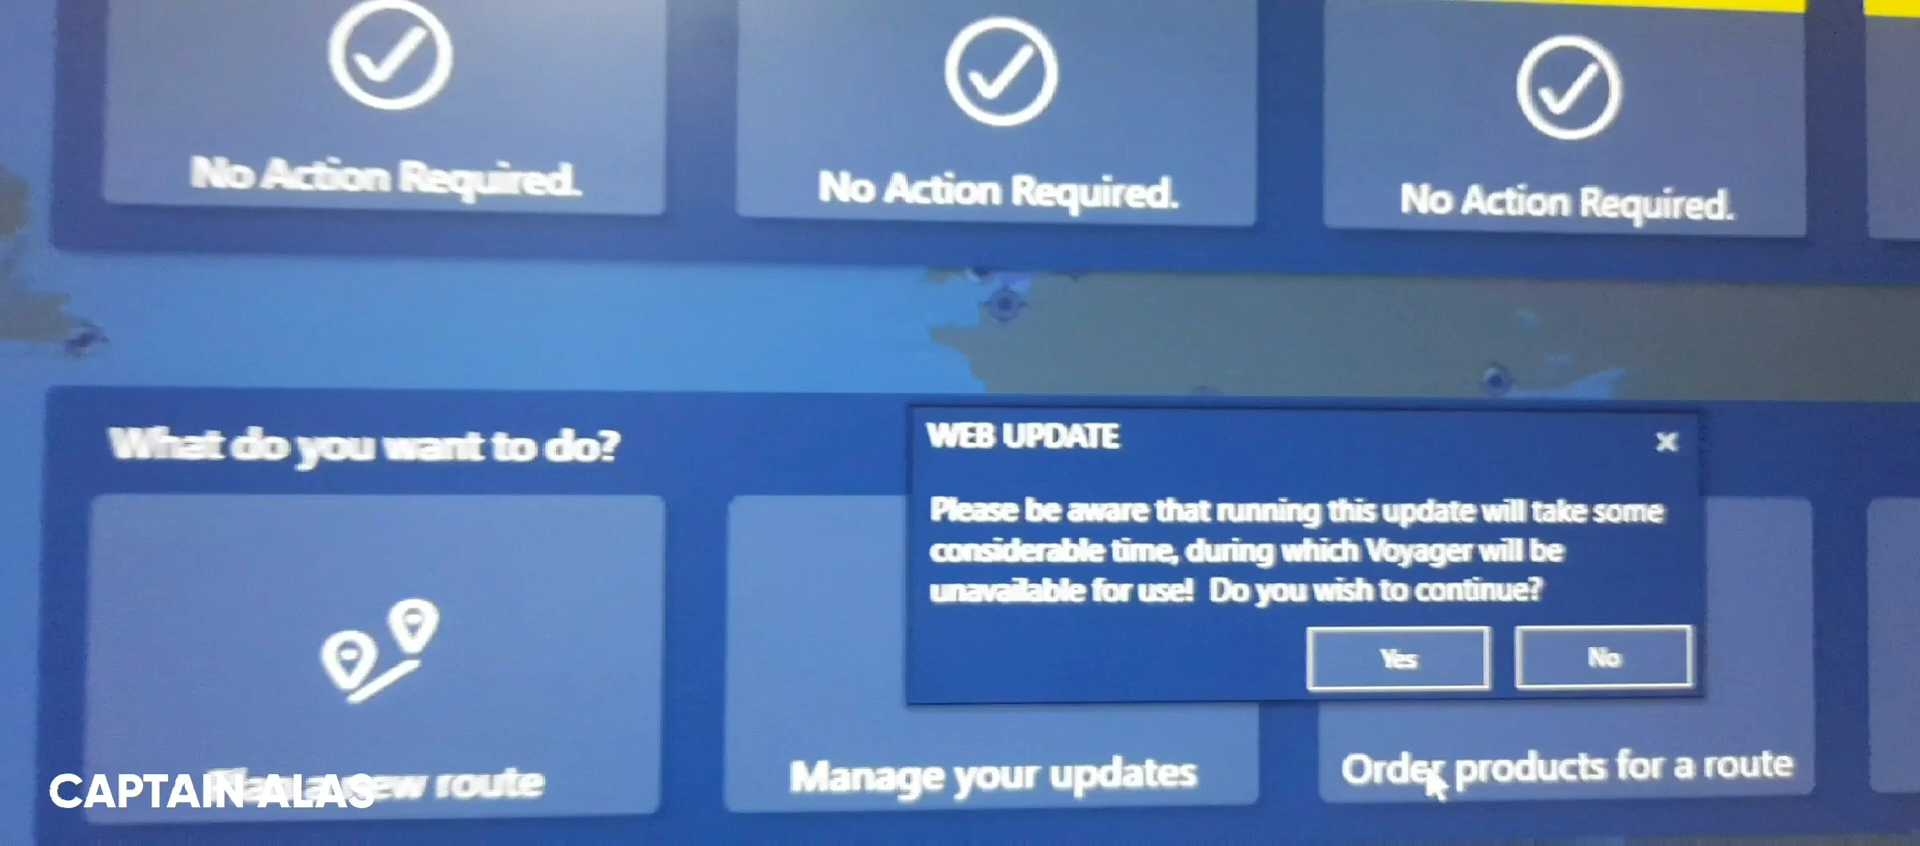 No Action Required.
No Action Required.
No Action Required.
What do you want to do?
WEB UPDATE
Please be aware that running this update will take some
considerable time, during which Voyager will be
unavailable for use! Do you wish to continue?
Yes
No
Plan a new route
Manage your updates
Order products for a route
CAPTAIN ALAS